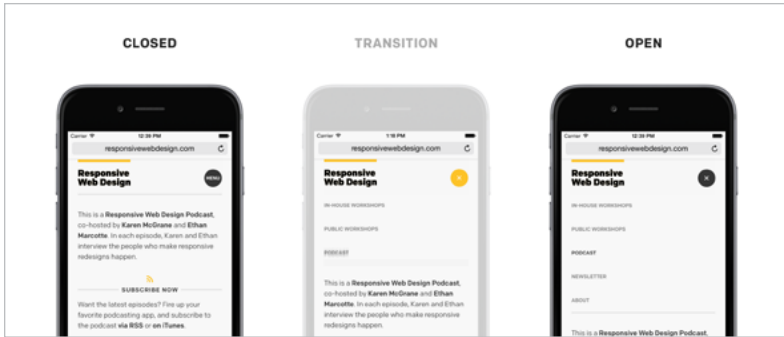 CLOSED
TRANSITION
OPEN
Carrier
12:39 PM
responsivewebdesign.com
Responsive
Web Design
MENU
This is a Responsive Web Design Podcast,
co-hosted by Karen McGrane and Ethan
Marcotte. In each episode, Karen and Ethan
interview the people who make responsive
redesigns happen.
SUBSCRIBE NOW
Want the latest episodes? Fire up your
favorite podcasting app, and subscribe to
the podcast via RSS or on iTunes.
Carrier
1:18 PM
responsivewebdesign.com
Responsive
Web Design
IN-HOUSE WORKSHOPS
PUBLIC WORKSHOPS
PODCAST
This is a Responsive Web Design Podcast,
co-hosted by Karen McGrane and Ethan
Marcotte. In each episode, Karen and Ethan
interview the people who make responsive
redesigns happen.
Carrier
12:39 PM
responsivewebdesign.com
Responsive
Web Design
IN-HOUSE WORKSHOPS
PUBLIC WORKSHOPS
PODCAST
NEWSLETTER
ABOUT
This is a Responsive Web Design Podcast,